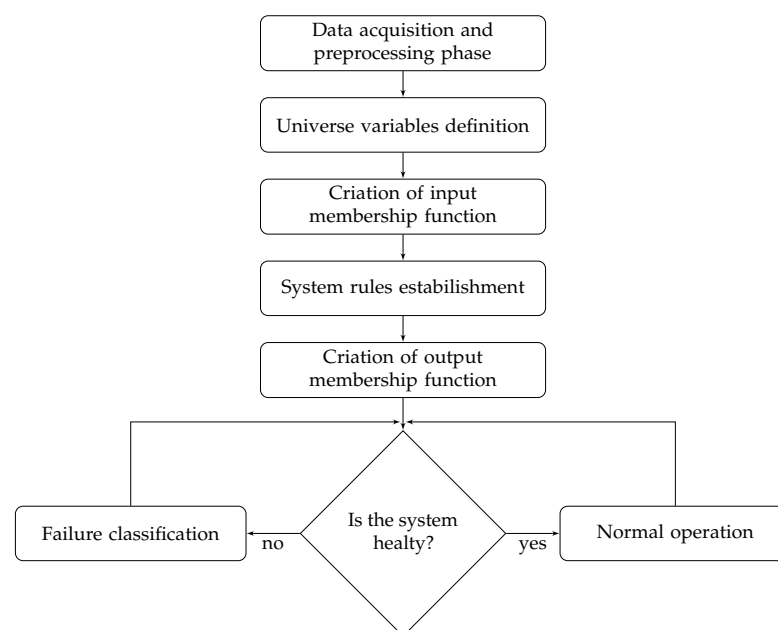 Data acquisition and
preprocessing phase
Universe variables definition
Criation of input
membership function
System rules estabilishment
Criation of output
membership function
Is the system
healty?
Failure classification
no
yes
Normal operation